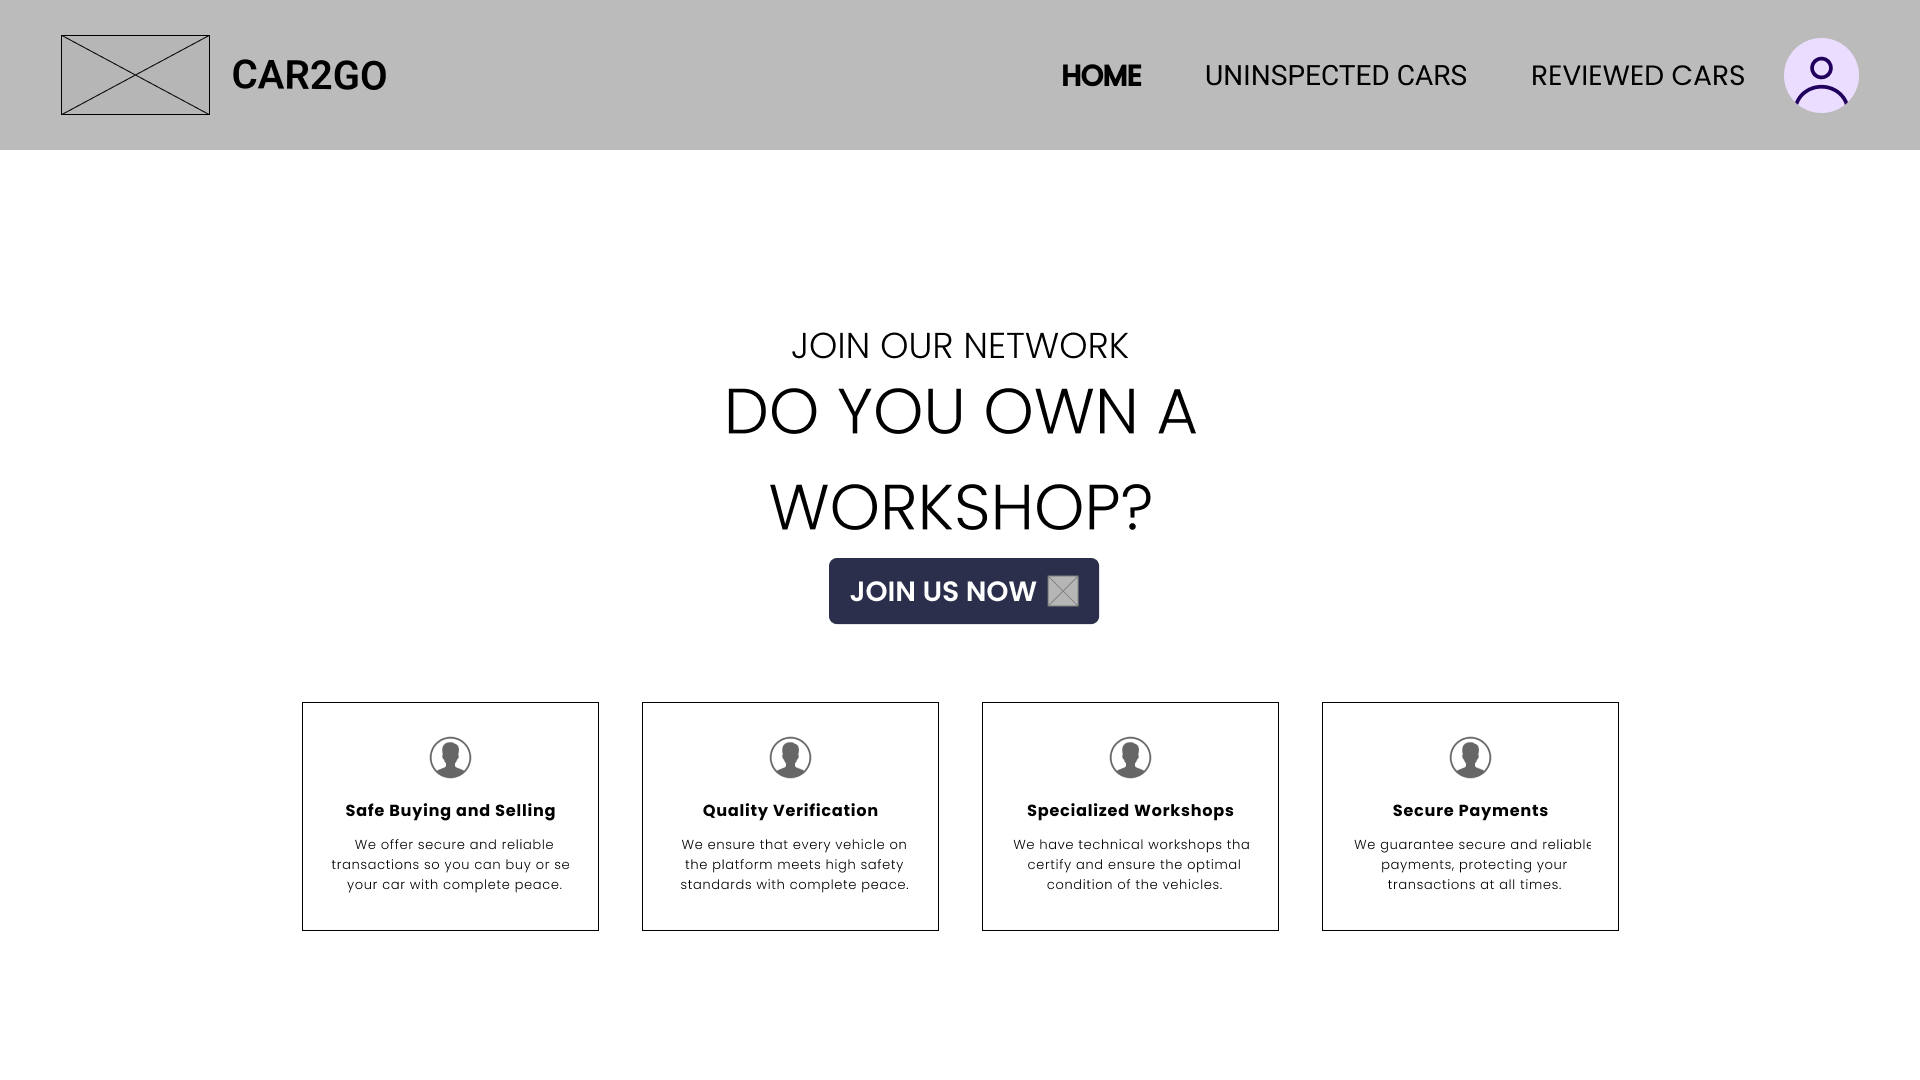 CAR2GO
HOME
UNINSPECTED CARS
REVIEWED CARS
JOIN OUR NETWORK
DO YOU OWN A
WORKSHOP?
JOIN US NOW
Safe Buying and Selling
We offer secure and reliable
transactions so you can buy or se
your car with complete peace.
Quality Verification
We ensure that every vehicle on
the platform meets high safety
standards with complete peace.
Specialized Workshops
We have technical workshops tha
certify and ensure the optimal
condition of the vehicles.
Secure Payments
We guarantee secure and reliable
payments, protecting your
transactions at all times.